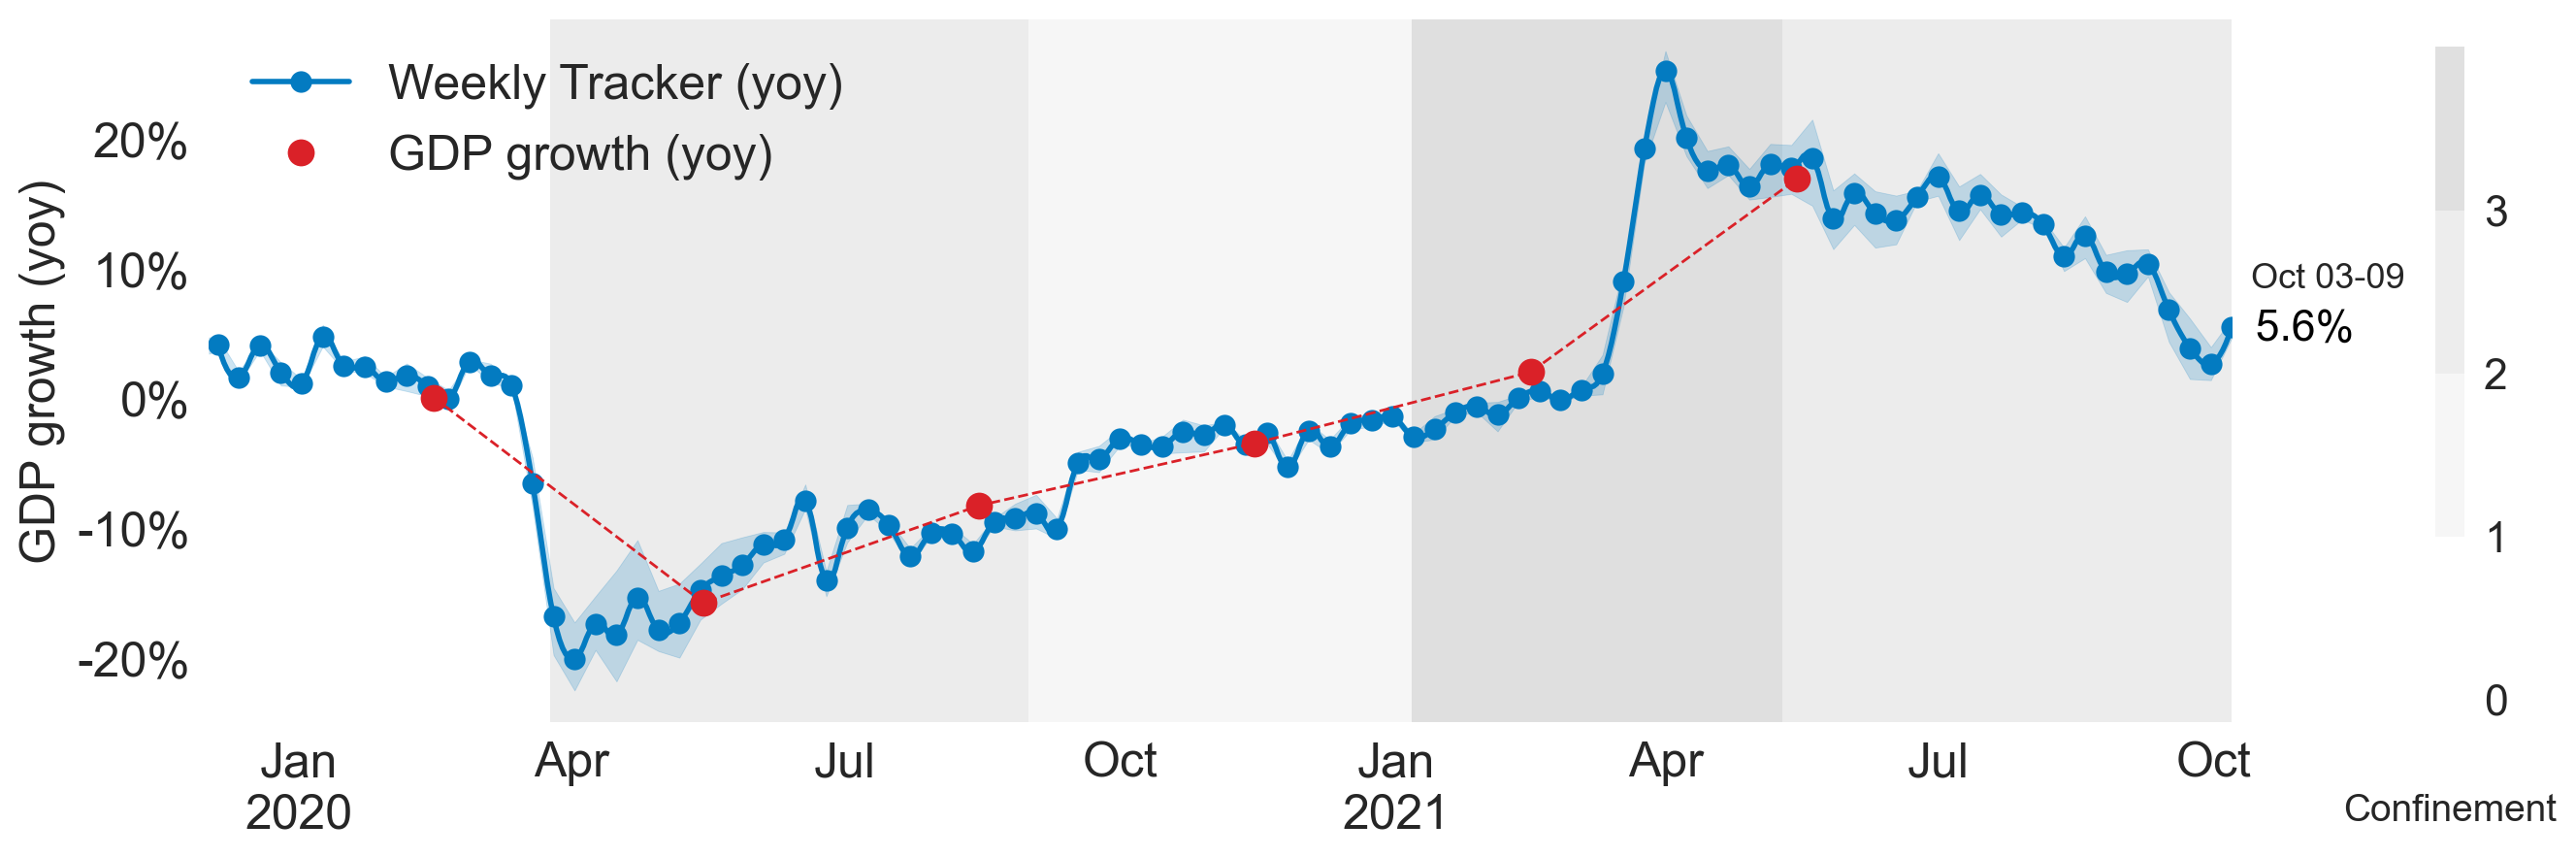 Weekly Tracker (yoy)
GDP growth (yoy)
GDP growth (yoy)
20%
10%
0%
-10%
-20%
Jan
2020
Apr
Jul
Oct
Jan
2021
Apr
Jul
Oct
Oct 03-09
5.6%
3
2
1
0
Confinement